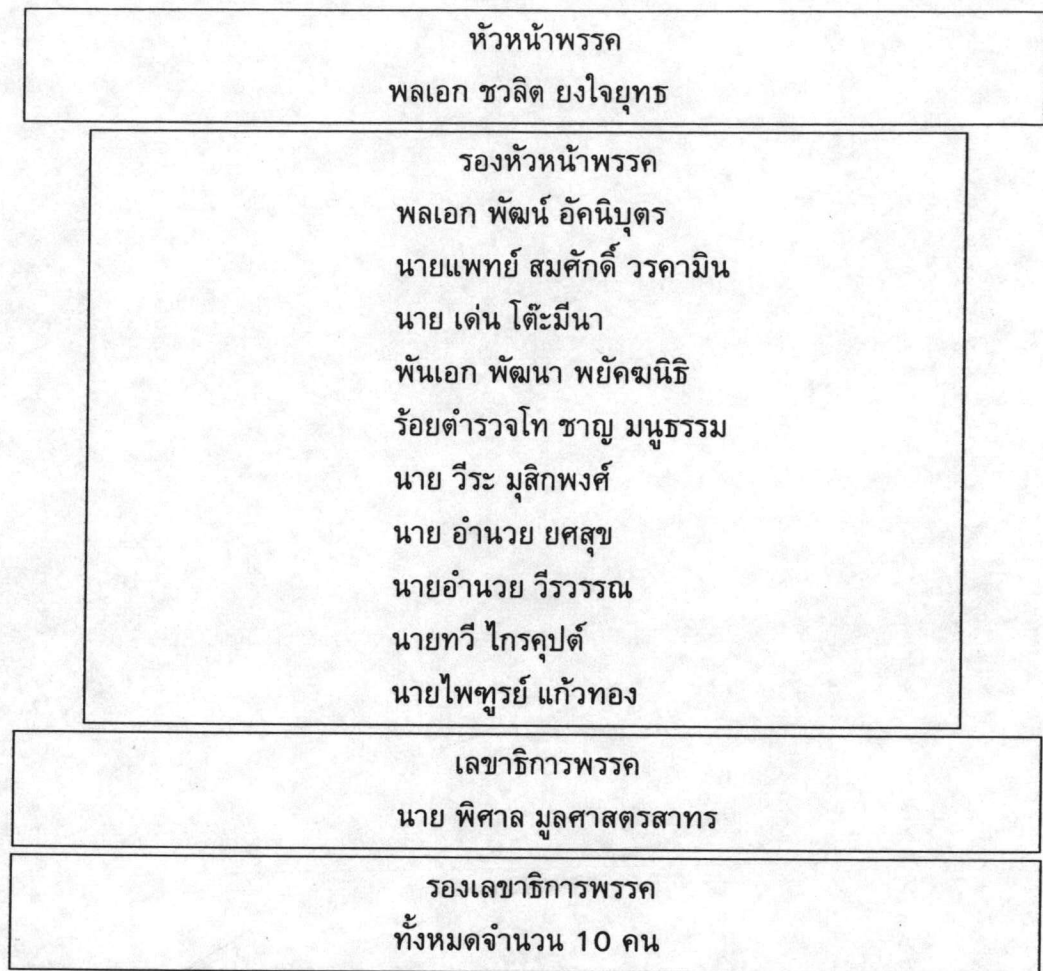 หัวหน้าพรรค
พลเอก ชวลิต ยงใจยุทธ
รองหัวหน้าพรรค
พลเอก พัฒน์ อัคนิบุตร
นายแพทย์ สมศักดิ์ วรคามิน
นาย เด่น โต๊ะมีนา
พันเอก พัฒนา พยัคฆนิธิ
ร้อยตำรวจโท ชาญ มนูธรรม
นาย วีระ มุสิกพงศ์
นาย อำนวย ยศสุข
นายอำนวย วีรวรรณ
นายทวี ไกรคุปต์
นายไพฑูรย์ แก้วทอง
เลขาธิการพรรค
นาย พิศาล มูลศาสตรสาทร
รองเลขาธิการพรรค
ทั้งหมดจำนวน 10 คน